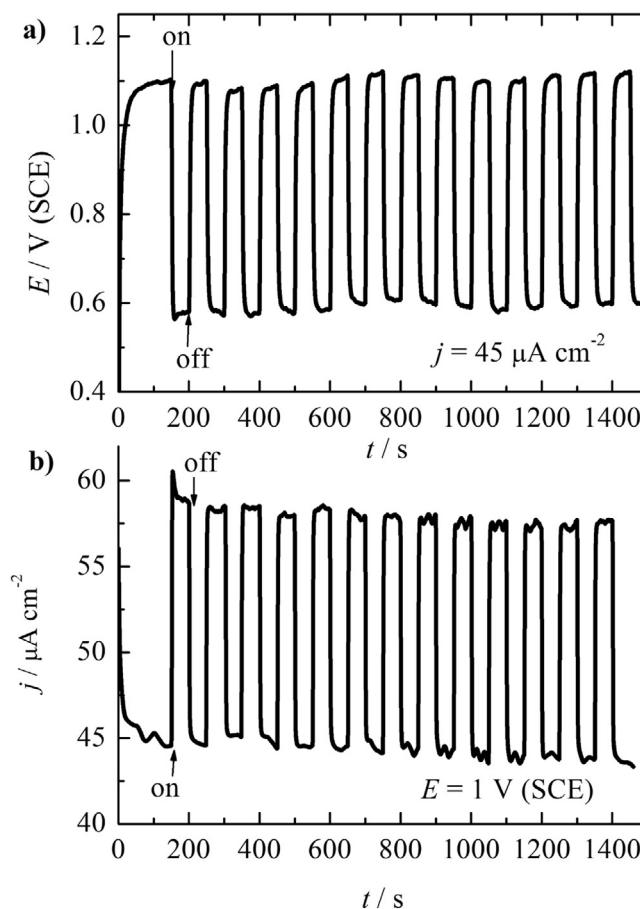 a)
on
1.2
1.0
0.8
0.6
0.4
E / V (SCE)
off
j = 45 μA cm⁻²
0 200 400 600 800 1000 1200 1400
t / s
b)
off
60
55
50
45
40
j / μA cm⁻²
on
E = 1 V (SCE)
0 200 400 600 800 1000 1200 1400
t / s